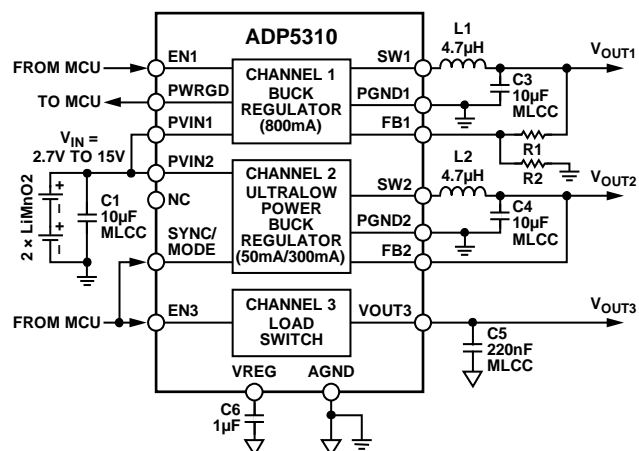 ADP5310
FROM MCU
EN1
TO MCU
PWRGD
PVIN1
CHANNEL 1
BUCK
REGULATOR
(800mA)
SW1
PGND1
FB1
L1
4.7µH
C3
10µF
MLCC
VOUT1
R1
R2
VIN =
2.7V TO 15V
PVIN2
NC
SYNC/
MODE
2 × LiMnO2
+
–
+
–
C1
10µF
MLCC
CHANNEL 2
ULTRALOW
POWER
BUCK
REGULATOR
(50mA/300mA)
SW2
PGND2
FB2
L2
4.7µH
C4
10µF
MLCC
VOUT2
FROM MCU
EN3
CHANNEL 3
LOAD
SWITCH
VOUT3
VOUT3
C5
220nF
MLCC
VREG
AGND
C6
1µF